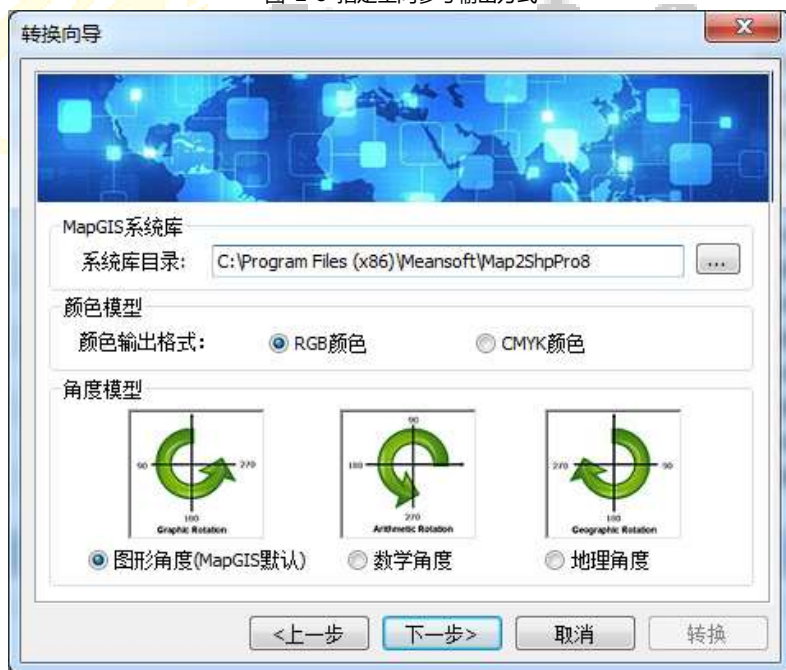 转换向导
MapGIS系统库
系统库目录: C:\Program Files (x86)\Meansoft\Map2ShpPro8 ...
颜色模型
颜色输出格式: RGB颜色 CMYK颜色
角度模型
90 270 180 Graphic Rotation
90 180 270 Arithmetic Rotation
270 90 180 Geographic Rotation
图形角度(MapGIS默认) 数学角度 地理角度
<上一步 下一步> 取消 转换